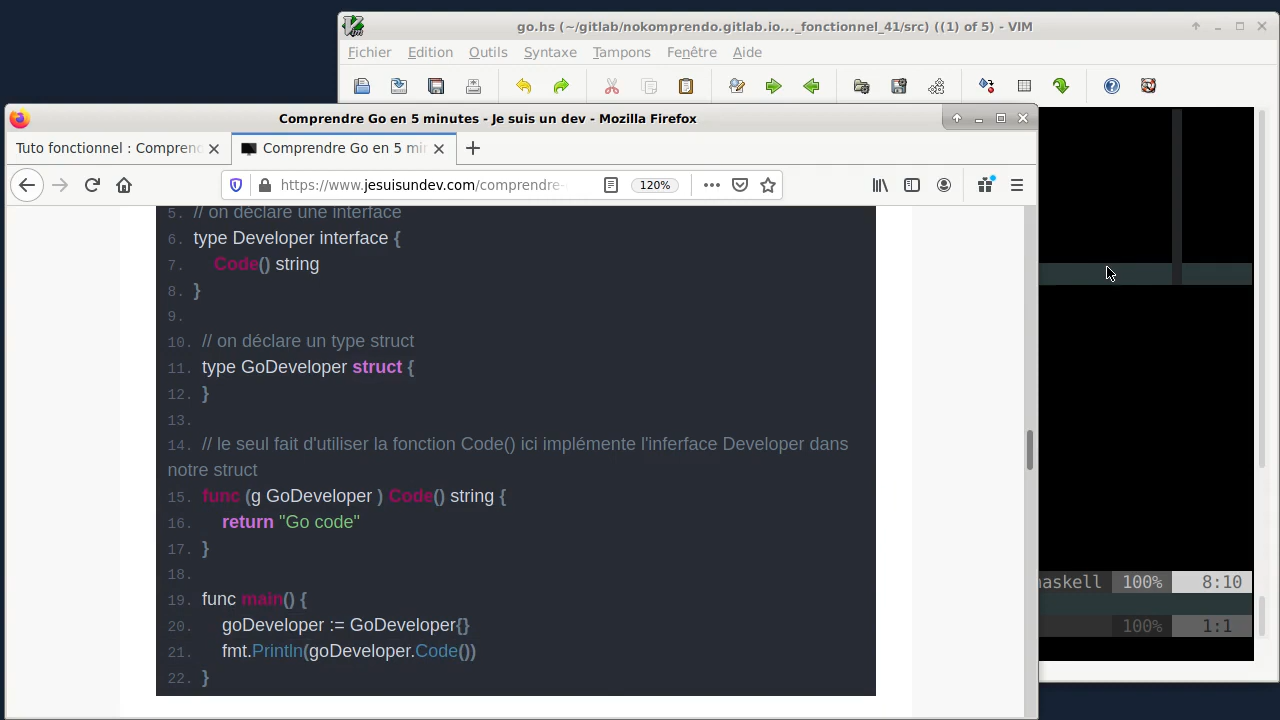 go.hs (~/gitlab/nokomprendo.gitlab.io..._fonctionnel_41/src) ((1) of 5) - VIM
Fichier Edition Outils Syntaxe Tampons Fenêtre Aide
Comprendre Go en 5 minutes - Je suis un dev - Mozilla Firefox
Tuto fonctionnel : Compren
Comprendre Go en 5 mi
https://www.jesuisundev.com/comprendre-
120%
5. // on déclare une interface
6. type Developer interface {
7. Code() string
8. }
9.
10. // on déclare un type struct
11. type GoDeveloper struct {
12. }
13.
14. // le seul fait d'utiliser la fonction Code() ici implémente l'inferface Developer dans
notre struct
15. func (g GoDeveloper ) Code() string {
16. return "Go code"
17. }
18.
19. func main() {
20. goDeveloper := GoDeveloper{}
21. fmt.Println(goDeveloper.Code())
22. }
haskell 100% 8:10
100% 1:1